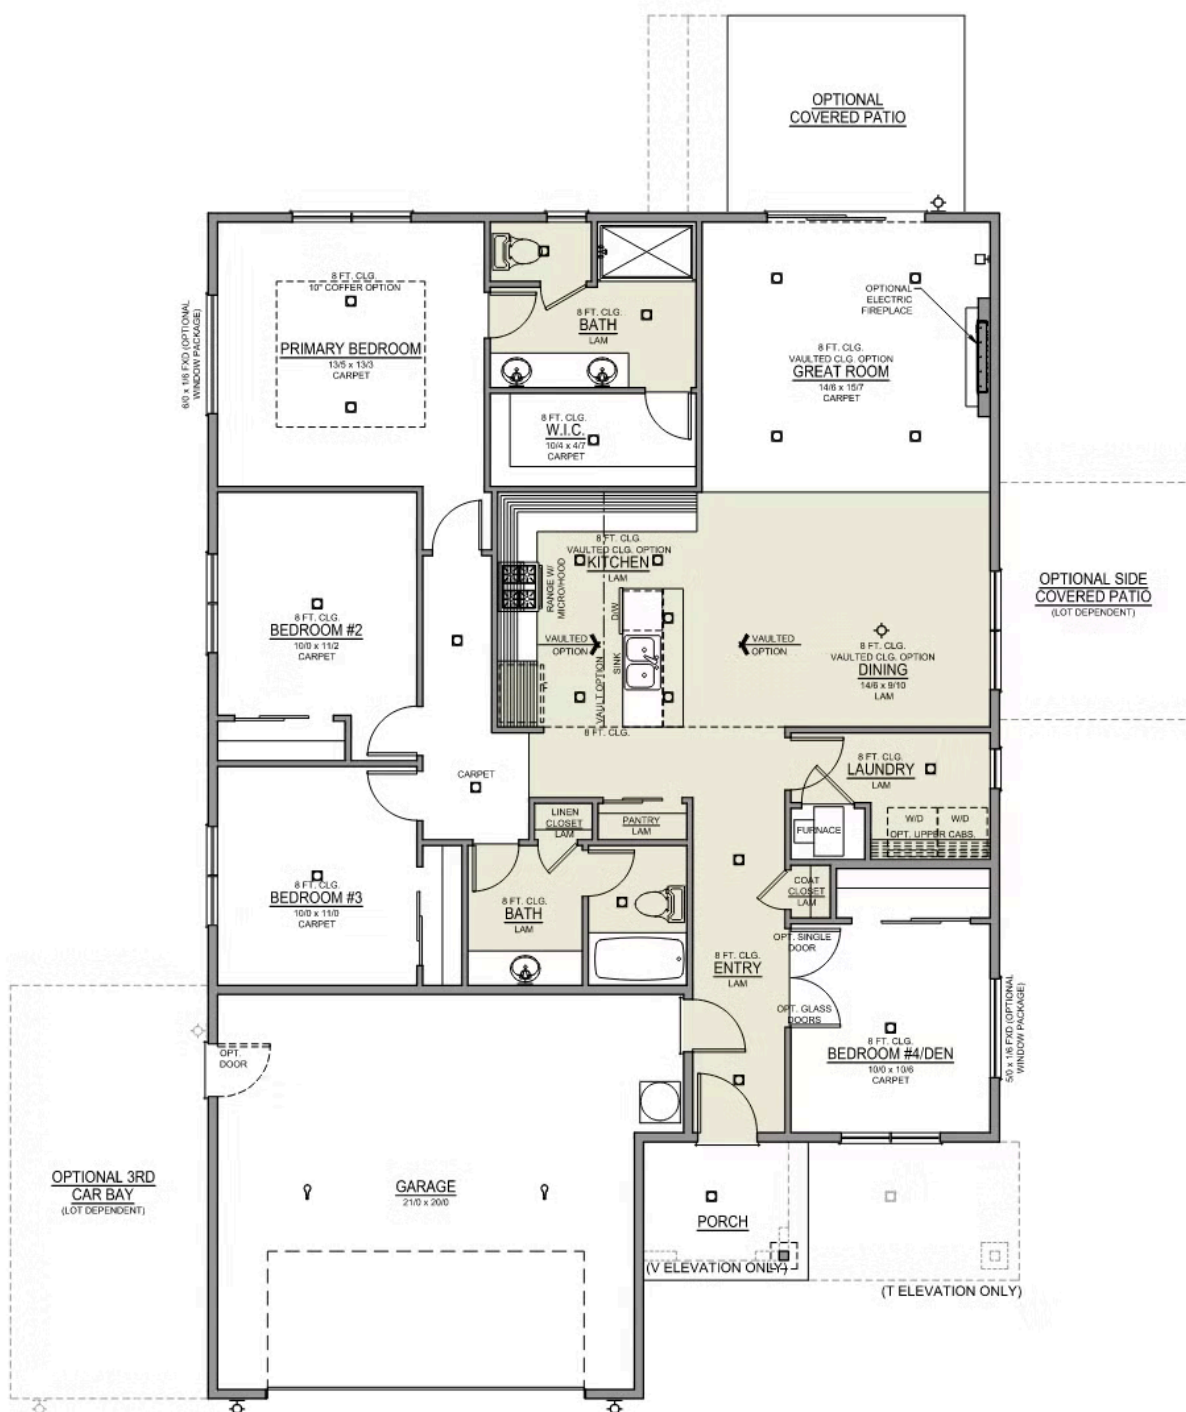 OPTIONAL
COVERED PATIO
8 FT. CLG.
10" COFFER OPTION
PRIMARY BEDROOM
13/5 x 13/3
CARPET
6/0 x 1/6 FXD (OPTIONAL
WINDOW PACKAGE)
8 FT. CLG.
BATH
LAM
8 FT. CLG.
W.I.C.
10/4 x 4/7
CARPET
OPTIONAL
ELECTRIC
FIREPLACE
8 FT. CLG.
VAULTED CLG. OPTION
GREAT ROOM
14/6 x 15/7
CARPET
8 FT. CLG.
VAULTED CLG. OPTION
KITCHEN
LAM
RANGE W/
MICRO/HOOD
D/W
SINK
VAULTED
OPTION
VAULT OPTION
VAULTED
OPTION
8 FT. CLG.
8 FT. CLG.
VAULTED CLG. OPTION
DINING
14/6 x 9/10
LAM
OPTIONAL SIDE
COVERED PATIO
(LOT DEPENDENT)
8 FT. CLG.
BEDROOM #2
10/0 x 11/2
CARPET
CARPET
8 FT. CLG.
LAUNDRY
LAM
W/D
W/D
OPT. UPPER CABS.
FURNACE
LINEN
CLOSET
LAM
PANTRY
LAM
8 FT. CLG.
BEDROOM #3
10/0 x 11/0
CARPET
8 FT. CLG.
BATH
LAM
COAT
CLOSET
LAM
8 FT. CLG.
ENTRY
LAM
OPT. SINGLE
DOOR
OPT. GLASS
DOORS
8 FT. CLG.
BEDROOM #4/DEN
10/0 x 10/6
CARPET
5/0 x 1/6 FXD (OPTIONAL
WINDOW PACKAGE)
OPT.
DOOR
OPTIONAL 3RD
CAR BAY
(LOT DEPENDENT)
GARAGE
21/0 x 20/0
PORCH
(V ELEVATION ONLY)
(T ELEVATION ONLY)